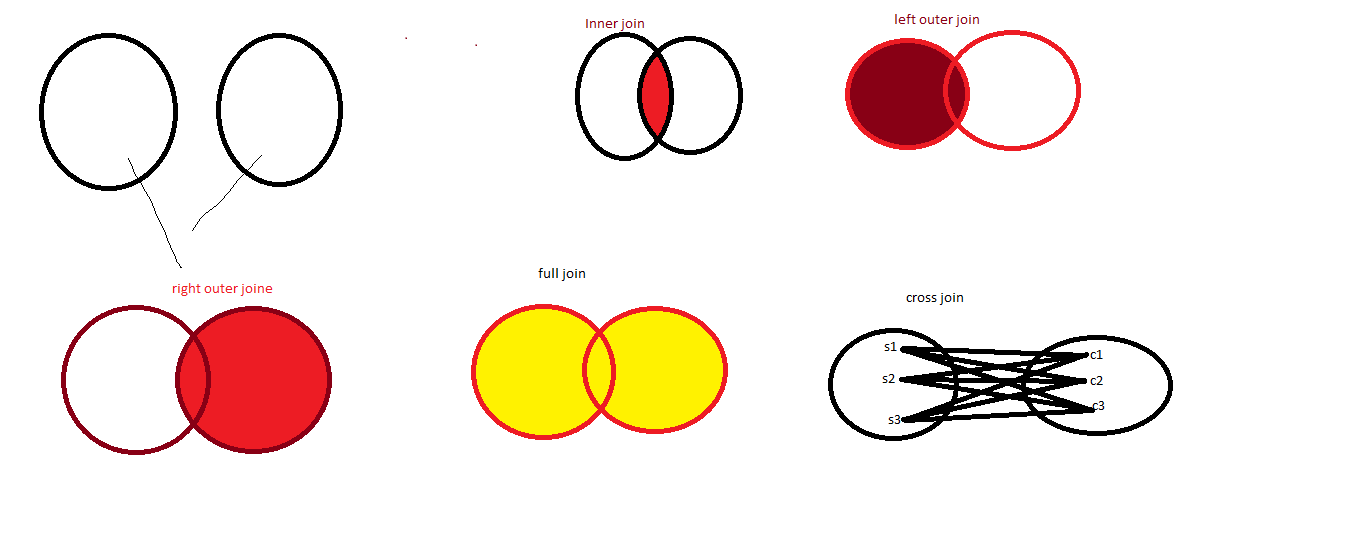 Inner join
left outer join
right outer joine
full join
cross join
s1
c1
s2
c2
s3
c3